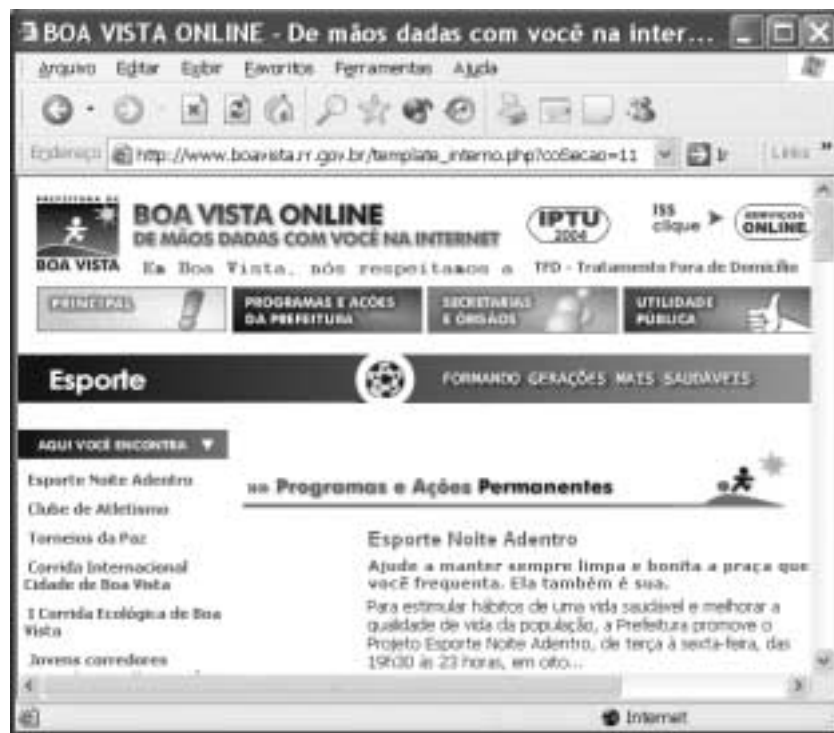 BOA VISTA ONLINE - De mãos dadas com você na inter...
Arquivo Editar Exibir Favoritos Ferramentas Ajuda
Endereço http://www.boavista.rr.gov.br/template_interno.php?coSecao=11 Ir Links »
PREFEITURA DE
BOA VISTA
BOA VISTA ONLINE
DE MÃOS DADAS COM VOCÊ NA INTERNET
IPTU
2004
ISS
clique
SERVIÇOS
ONLINE
Em Boa Vista, nós respeitamos a
TFD - Tratamento Fora de Domicílio
PRINCIPAL
PROGRAMAS E AÇÕES
DA PREFEITURA
SECRETARIAS
E ÓRGÃOS
UTILIDADE
PÚBLICA
Esporte
FORMANDO GERAÇÕES MAIS SAUDÁVEIS
AQUI VOCÊ ENCONTRA
Esporte Noite Adentro
Clube de Atletismo
Torneios da Paz
Corrida Internacional
Cidade de Boa Vista
I Corrida Ecológica de Boa
Vista
Jovens corredores
»» Programas e Ações Permanentes
Esporte Noite Adentro
Ajude a manter sempre limpa e bonita a praça que
você frequenta. Ela também é sua.
Para estimular hábitos de uma vida saudável e melhorar a
qualidade de vida da população, a Prefeitura promove o
Projeto Esporte Noite Adentro, de terça à sexta-feira, das
19h30 às 23 horas, em oito...
Internet